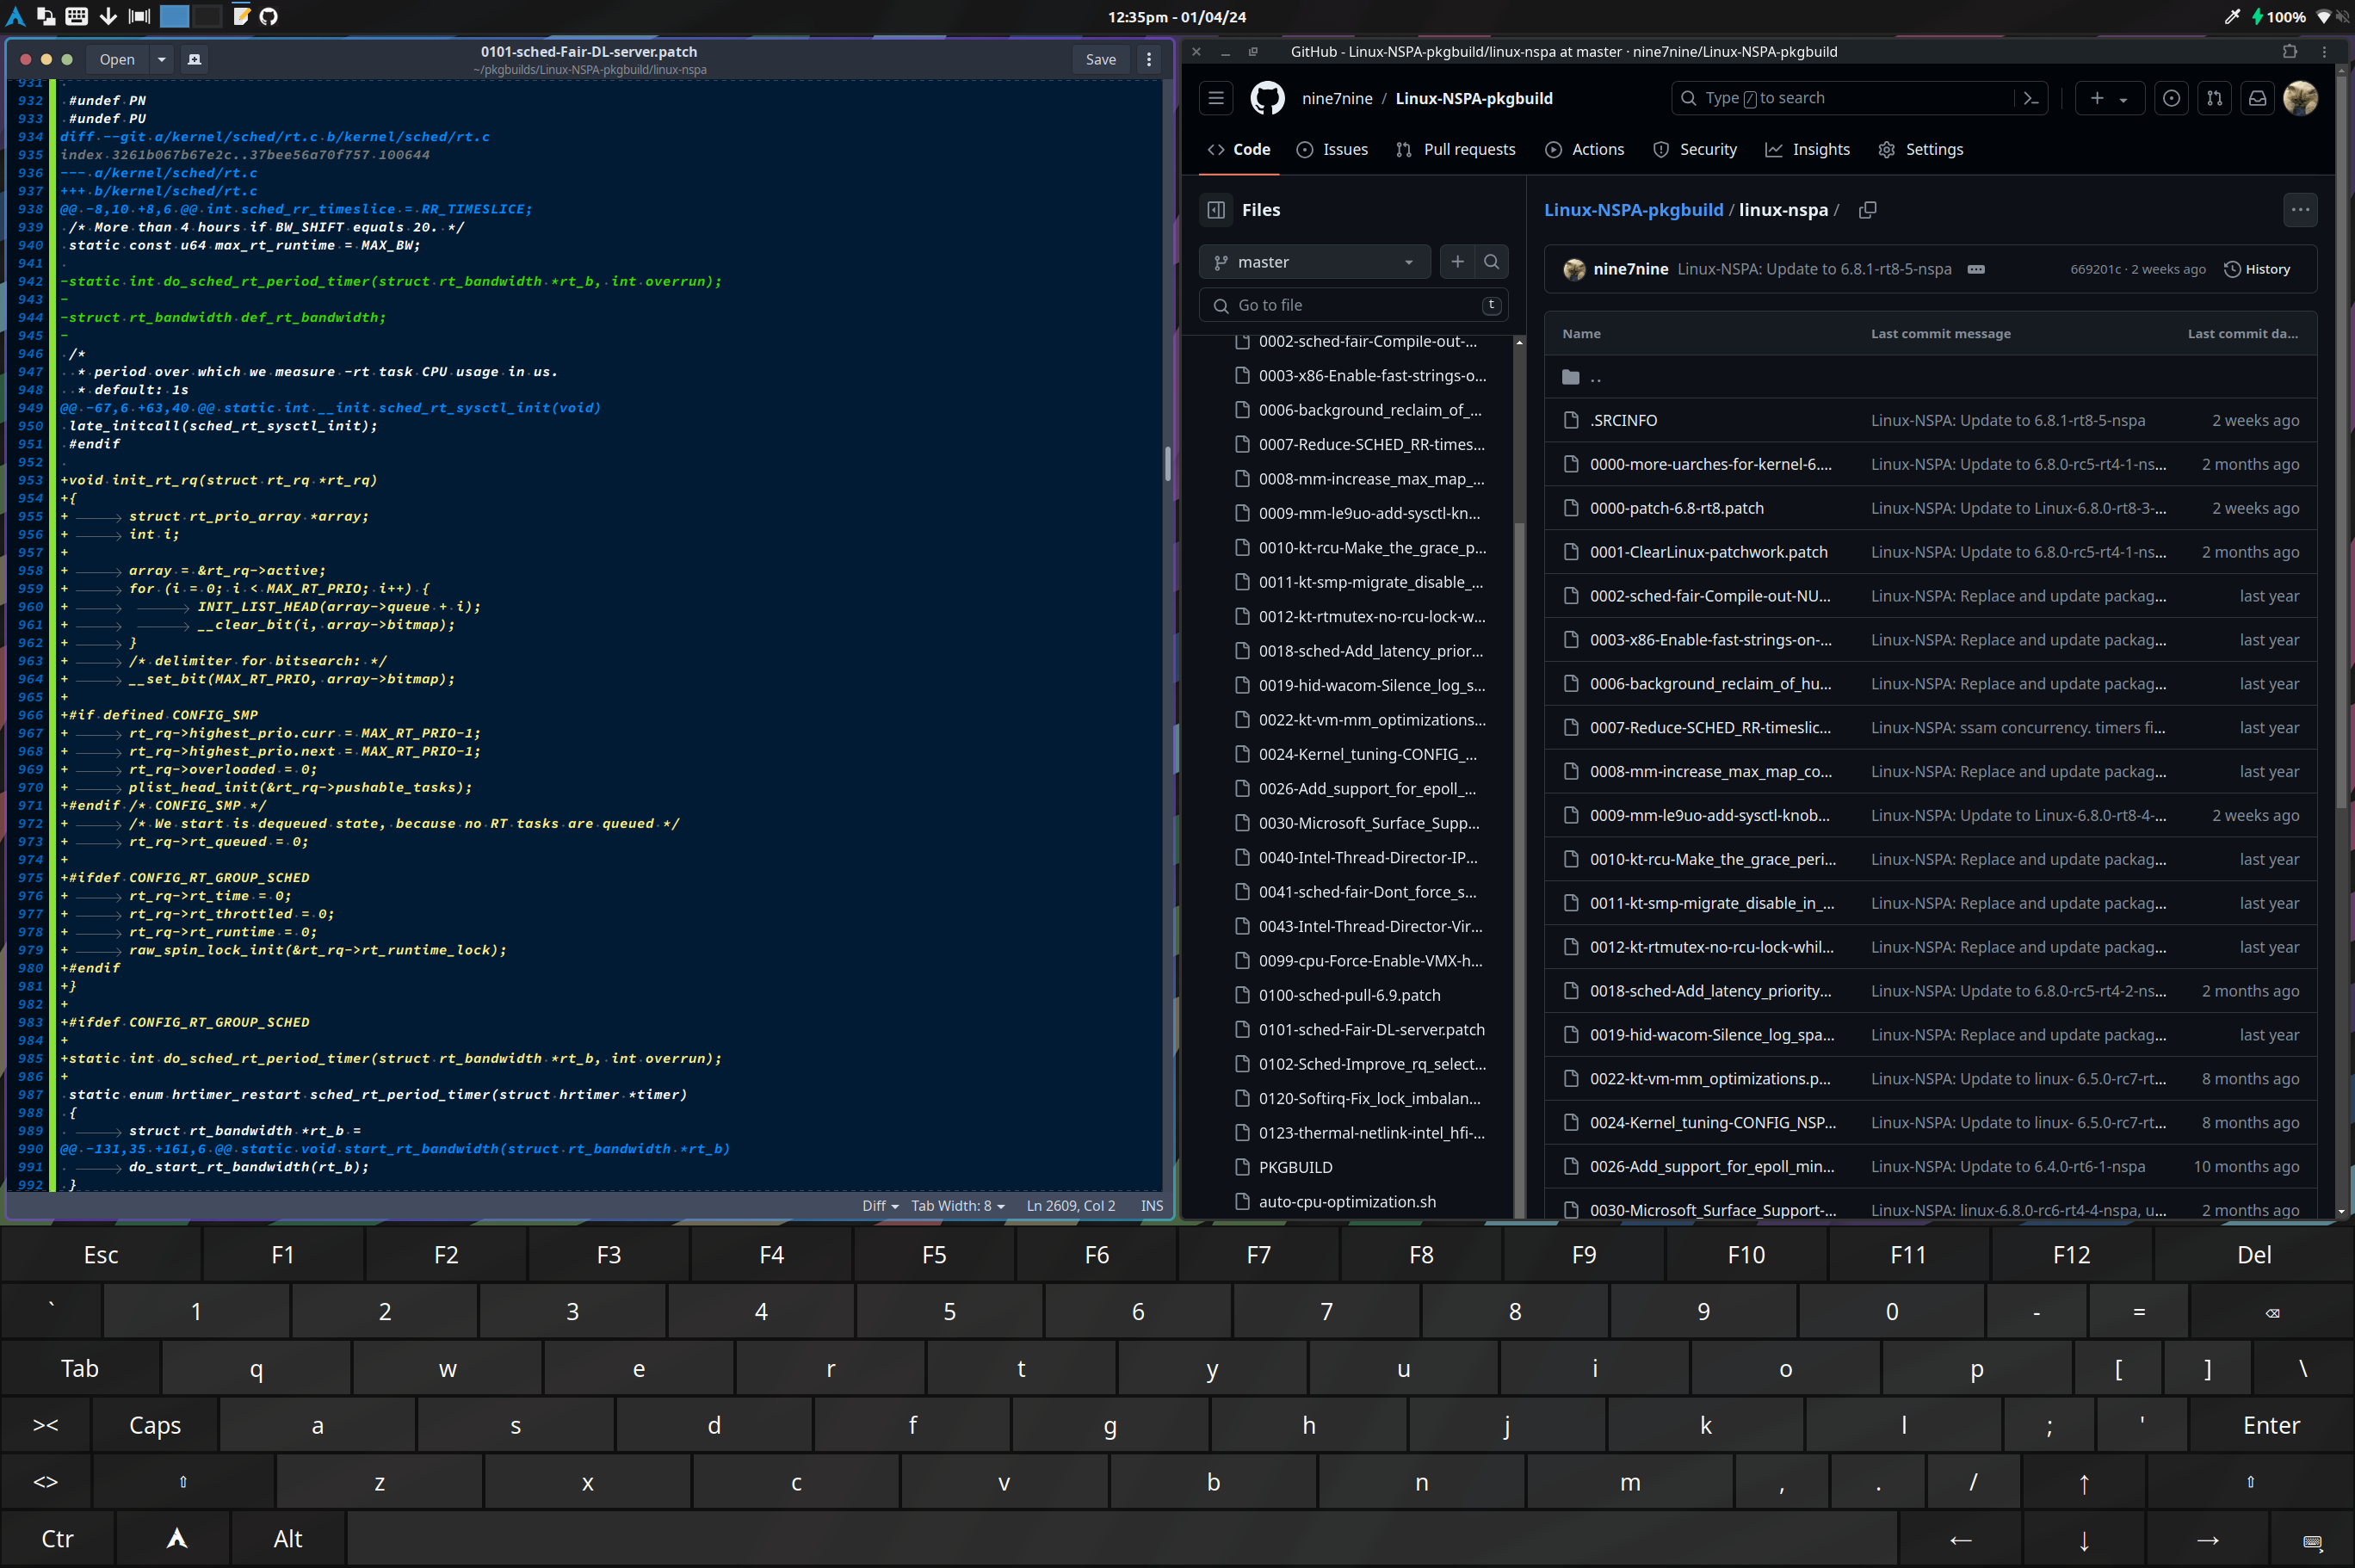 12:35pm - 01/04/24
100%
Open
0101-sched-Fair-DL-server.patch
~/pkgbuilds/Linux-NSPA-pkgbuild/linux-nspa
Save
931
932 #undef PN
933 #undef PU
934 diff --git a/kernel/sched/rt.c b/kernel/sched/rt.c
935 index 3261b067b67e2c..37bee56a70f757 100644
936 --- a/kernel/sched/rt.c
937 +++ b/kernel/sched/rt.c
938 @@ -8,10 +8,6 @@ int sched_rr_timeslice = RR_TIMESLICE;
939 /* More than 4 hours if BW_SHIFT equals 20. */
940 static const u64 max_rt_runtime = MAX_BW;
941
942 -static int do_sched_rt_period_timer(struct rt_bandwidth *rt_b, int overrun);
943 -
944 -struct rt_bandwidth def_rt_bandwidth;
945 -
946 /*
947 * period over which we measure -rt task CPU usage in us.
948 * default: 1s
949 @@ -67,6 +63,40 @@ static int __init sched_rt_sysctl_init(void)
950 late_initcall(sched_rt_sysctl_init);
951 #endif
952
953 +void init_rt_rq(struct rt_rq *rt_rq)
954 +{
955 + struct rt_prio_array *array;
956 + int i;
957 +
958 + array = &rt_rq->active;
959 + for (i = 0; i < MAX_RT_PRIO; i++) {
960 + INIT_LIST_HEAD(array->queue + i);
961 + __clear_bit(i, array->bitmap);
962 + }
963 + /* delimiter for bitsearch: */
964 + __set_bit(MAX_RT_PRIO, array->bitmap);
965 +
966 +#if defined CONFIG_SMP
967 + rt_rq->highest_prio.curr = MAX_RT_PRIO-1;
968 + rt_rq->highest_prio.next = MAX_RT_PRIO-1;
969 + rt_rq->overloaded = 0;
970 + plist_head_init(&rt_rq->pushable_tasks);
971 +#endif /* CONFIG_SMP */
972 + /* We start is dequeued state, because no RT tasks are queued */
973 + rt_rq->rt_queued = 0;
974 +
975 +#ifdef CONFIG_RT_GROUP_SCHED
976 + rt_rq->rt_time = 0;
977 + rt_rq->rt_throttled = 0;
978 + rt_rq->rt_runtime = 0;
979 + raw_spin_lock_init(&rt_rq->rt_runtime_lock);
980 +#endif
981 +}
982 +
983 +#ifdef CONFIG_RT_GROUP_SCHED
984 +
985 +static int do_sched_rt_period_timer(struct rt_bandwidth *rt_b, int overrun);
986 +
987 static enum hrtimer_restart sched_rt_period_timer(struct hrtimer *timer)
988 {
989 struct rt_bandwidth *rt_b =
990 @@ -131,35 +161,6 @@ static void start_rt_bandwidth(struct rt_bandwidth *rt_b)
991 do_start_rt_bandwidth(rt_b);
992 }
Diff Tab Width: 8 Ln 2609, Col 2 INS
GitHub - Linux-NSPA-pkgbuild/linux-nspa at master · nine7nine/Linux-NSPA-pkgbuild
nine7nine / Linux-NSPA-pkgbuild
Type / to search
Code Issues Pull requests Actions Security Insights Settings
Files
master
Go to file t
0002-sched-fair-Compile-out-...
0003-x86-Enable-fast-strings-o...
0006-background_reclaim_of_...
0007-Reduce-SCHED_RR-times...
0008-mm-increase_max_map_...
0009-mm-le9uo-add-sysctl-kn...
0010-kt-rcu-Make_the_grace_p...
0011-kt-smp-migrate_disable_...
0012-kt-rtmutex-no-rcu-lock-w...
0018-sched-Add_latency_prior...
0019-hid-wacom-Silence_log_s...
0022-kt-vm-mm_optimizations...
0024-Kernel_tuning-CONFIG_...
0026-Add_support_for_epoll_...
0030-Microsoft_Surface_Supp...
0040-Intel-Thread-Director-IP...
0041-sched-fair-Dont_force_s...
0043-Intel-Thread-Director-Vir...
0099-cpu-Force-Enable-VMX-h...
0100-sched-pull-6.9.patch
0101-sched-Fair-DL-server.patch
0102-Sched-Improve_rq_select...
0120-Softirq-Fix_lock_imbalan...
0123-thermal-netlink-intel_hfi-...
PKGBUILD
auto-cpu-optimization.sh
Linux-NSPA-pkgbuild / linux-nspa /
nine7nine Linux-NSPA: Update to 6.8.1-rt8-5-nspa 669201c · 2 weeks ago History
Name Last commit message Last commit da...
..
.SRCINFO Linux-NSPA: Update to 6.8.1-rt8-5-nspa 2 weeks ago
0000-more-uarches-for-kernel-6.... Linux-NSPA: Update to 6.8.0-rc5-rt4-1-ns... 2 months ago
0000-patch-6.8-rt8.patch Linux-NSPA: Update to Linux-6.8.0-rt8-3-... 2 weeks ago
0001-ClearLinux-patchwork.patch Linux-NSPA: Update to 6.8.0-rc5-rt4-1-ns... 2 months ago
0002-sched-fair-Compile-out-NU... Linux-NSPA: Replace and update packag... last year
0003-x86-Enable-fast-strings-on-... Linux-NSPA: Replace and update packag... last year
0006-background_reclaim_of_hu... Linux-NSPA: Replace and update packag... last year
0007-Reduce-SCHED_RR-timeslic... Linux-NSPA: ssam concurrency. timers fi... last year
0008-mm-increase_max_map_co... Linux-NSPA: Replace and update packag... last year
0009-mm-le9uo-add-sysctl-knob... Linux-NSPA: Update to Linux-6.8.0-rt8-4-... 2 weeks ago
0010-kt-rcu-Make_the_grace_peri... Linux-NSPA: Replace and update packag... last year
0011-kt-smp-migrate_disable_in_... Linux-NSPA: Replace and update packag... last year
0012-kt-rtmutex-no-rcu-lock-whil... Linux-NSPA: Replace and update packag... last year
0018-sched-Add_latency_priority... Linux-NSPA: Update to 6.8.0-rc5-rt4-2-ns... 2 months ago
0019-hid-wacom-Silence_log_spa... Linux-NSPA: Replace and update packag... last year
0022-kt-vm-mm_optimizations.p... Linux-NSPA: Update to linux- 6.5.0-rc7-rt... 8 months ago
0024-Kernel_tuning-CONFIG_NSP... Linux-NSPA: Update to linux- 6.5.0-rc7-rt... 8 months ago
0026-Add_support_for_epoll_min... Linux-NSPA: Update to 6.4.0-rt6-1-nspa 10 months ago
0030-Microsoft_Surface_Support-... Linux-NSPA: linux-6.8.0-rc6-rt4-4-nspa, u... 2 months ago
Esc F1 F2 F3 F4 F5 F6 F7 F8 F9 F10 F11 F12 Del
` 1 2 3 4 5 6 7 8 9 0 - = ⌫
Tab q w e r t y u i o p [ ] \
>< Caps a s d f g h j k l ; ' Enter
<> ⇧ z x c v b n m , . / ↑ ⇧
Ctr Alt ← ↓ →